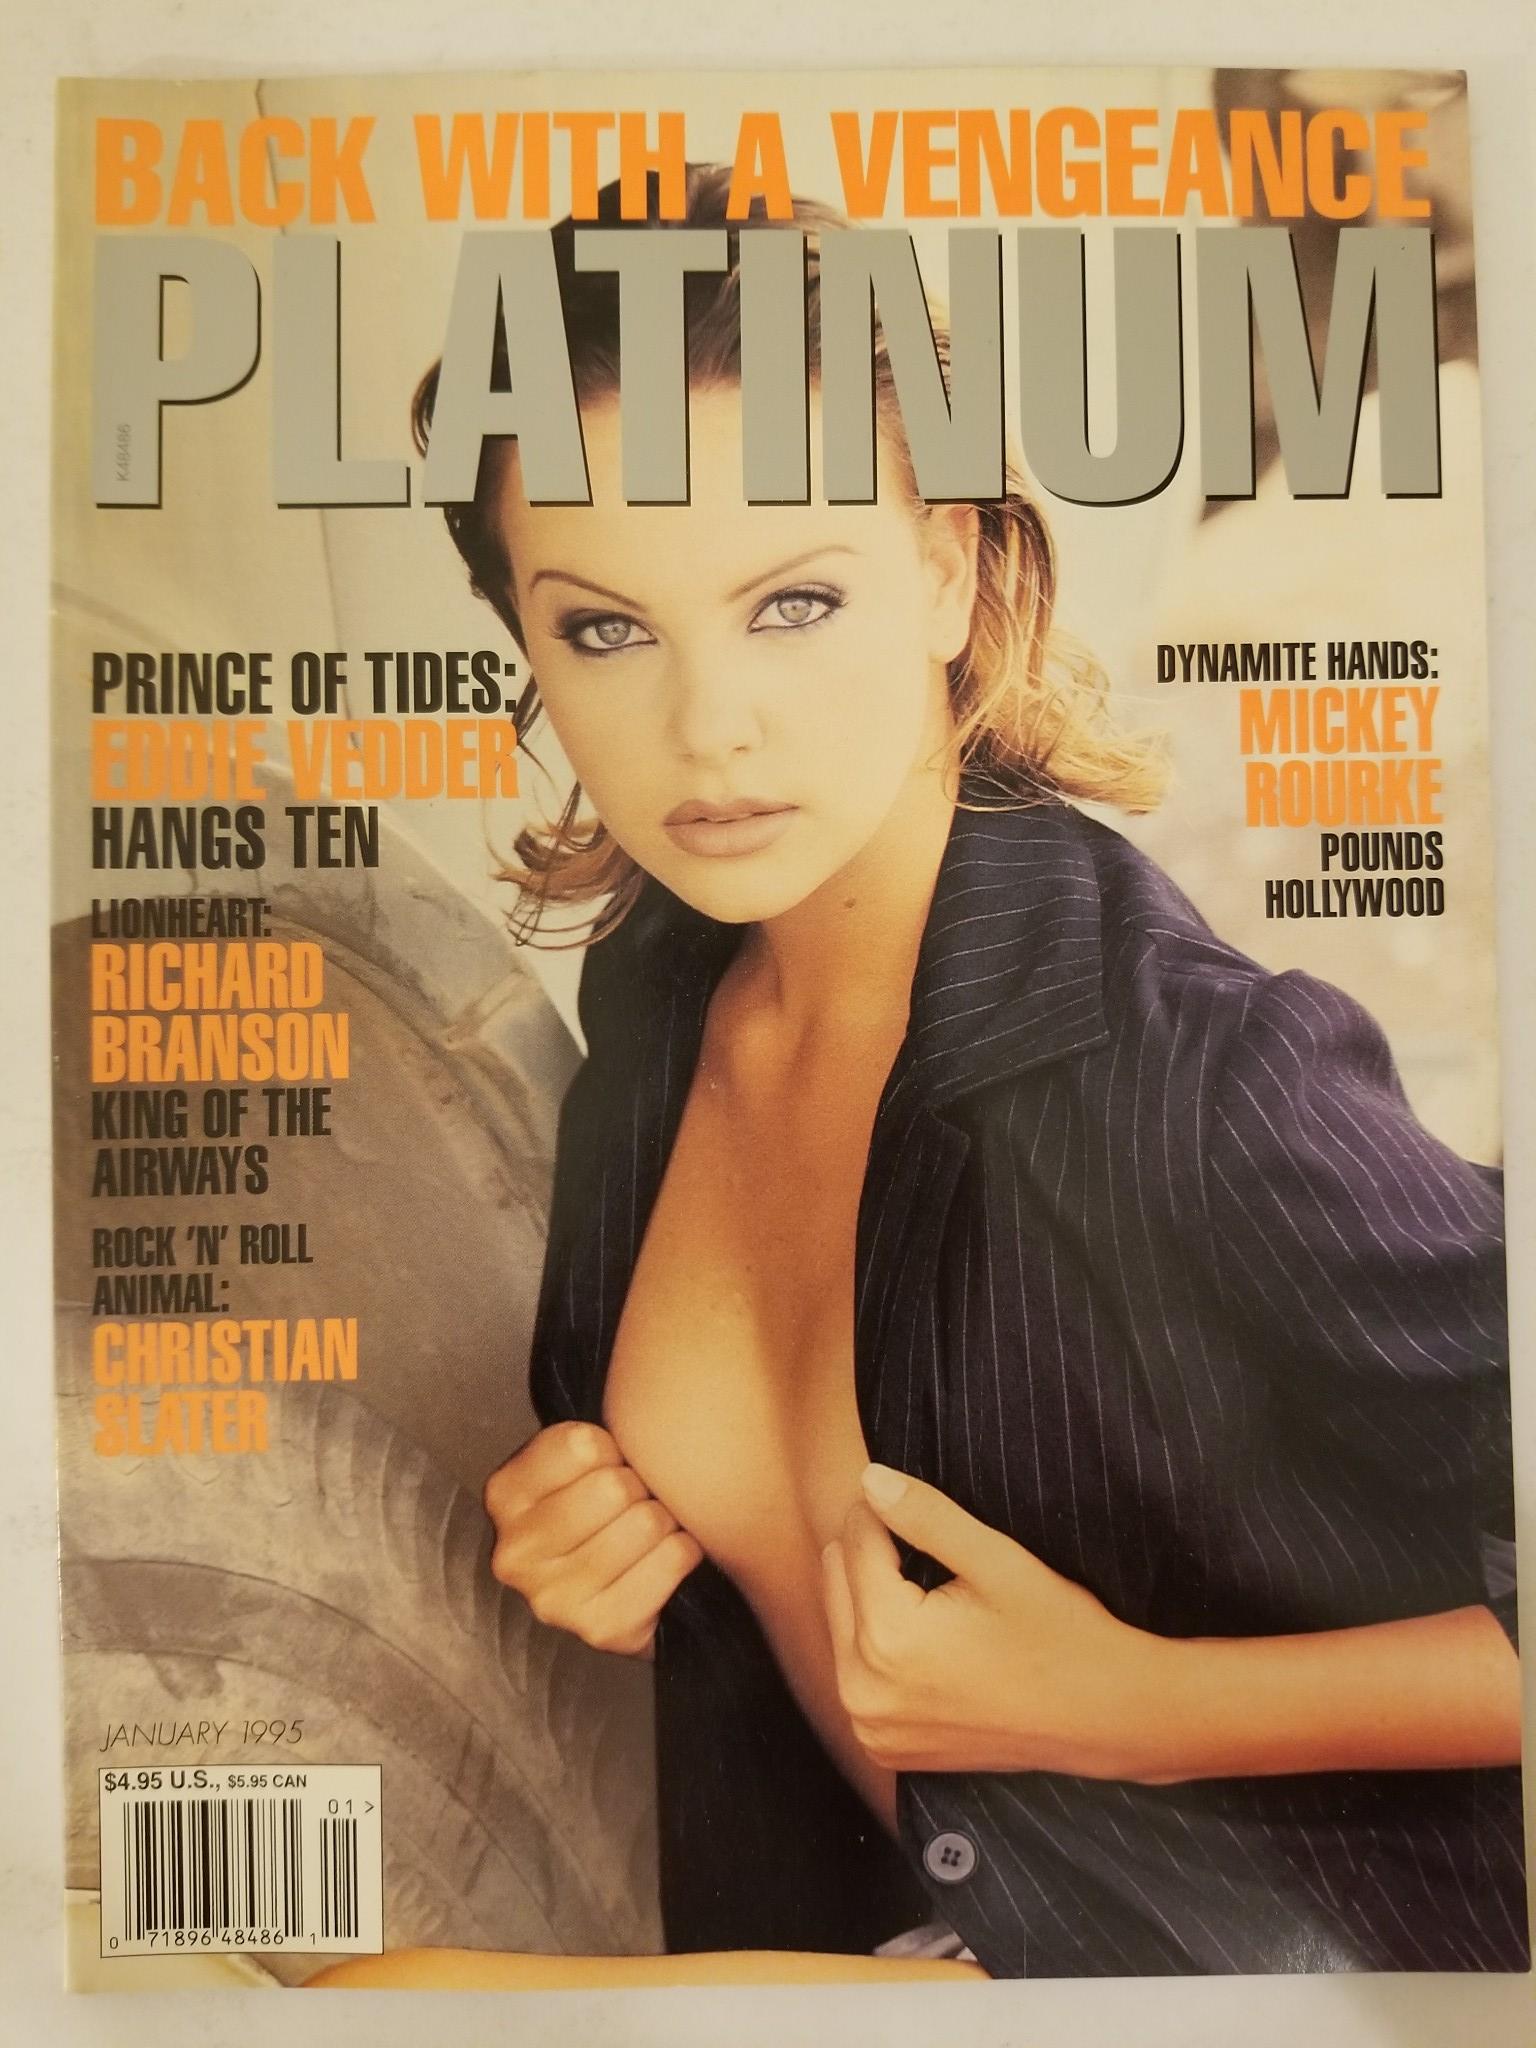 BACK WITH A VENGEANCE
PLATINUM
K48486
PRINCE OF TIDES:
EDDIE VEDDER
HANGS TEN
LIONHEART:
RICHARD
BRANSON
KING OF THE
AIRWAYS
ROCK 'N' ROLL
ANIMAL:
CHRISTIAN
SLATER
DYNAMITE HANDS:
MICKEY
ROURKE
POUNDS
HOLLYWOOD
JANUARY 1995
$4.95 U.S., $5.95 CAN
01 >
0 71896 48486 1